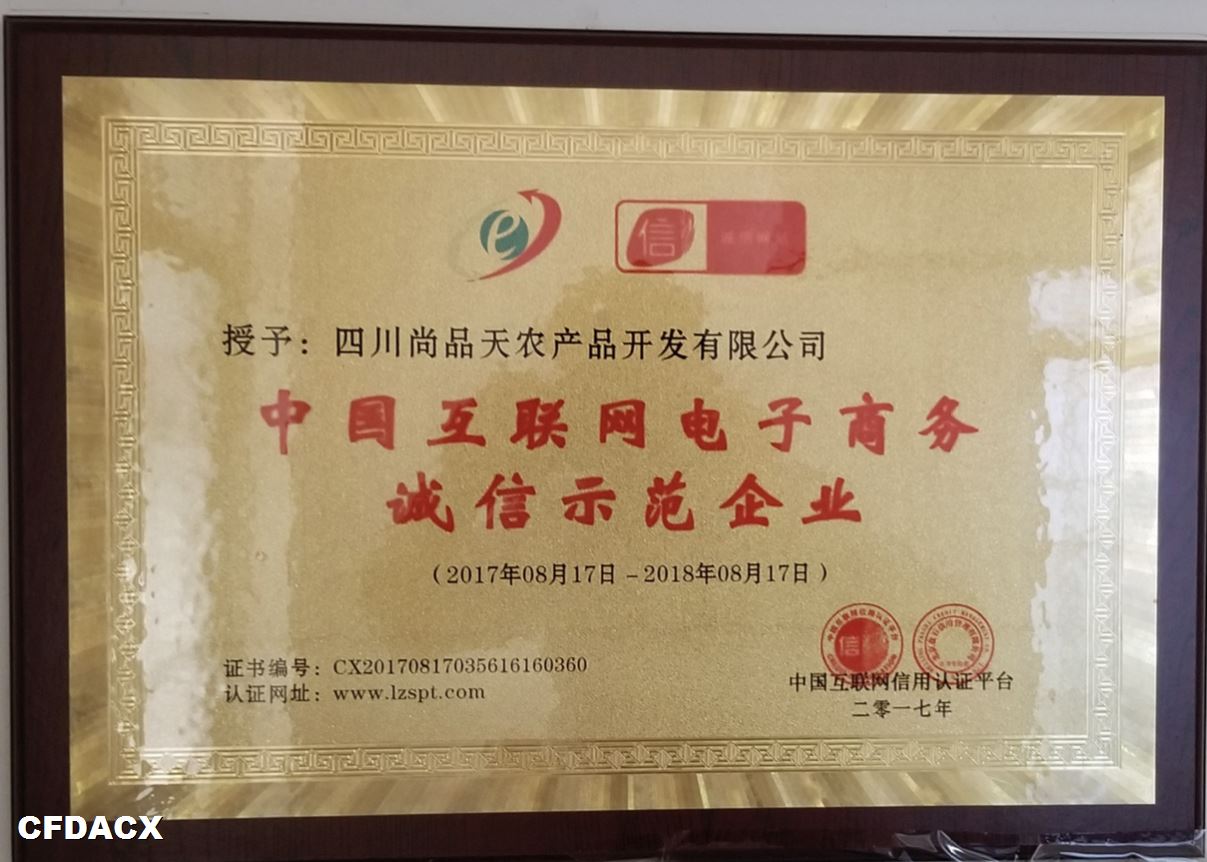 信
授予：四川尚品天农产品开发有限公司
中国互联网电子商务
诚信示范企业
（2017年08月17日－2018年08月17日）
证书编号：CX20170817035616160360
认证网址：www.lzspt.com
信
中国互联网信用认证平台
二零一七年
CFDACX